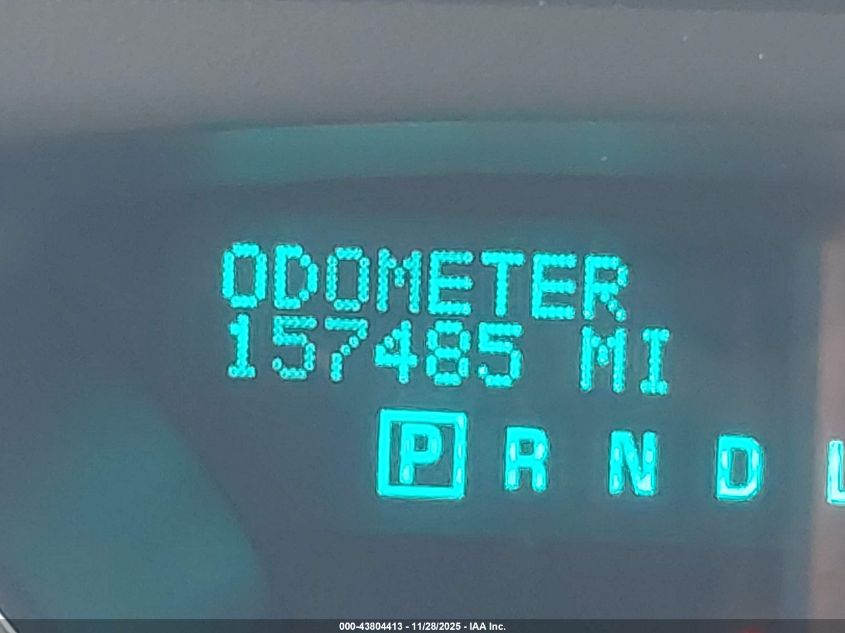 ODOMETER
157485 MI
P R N D L
000-43804413 - 11/28/2025 - IAA Inc.